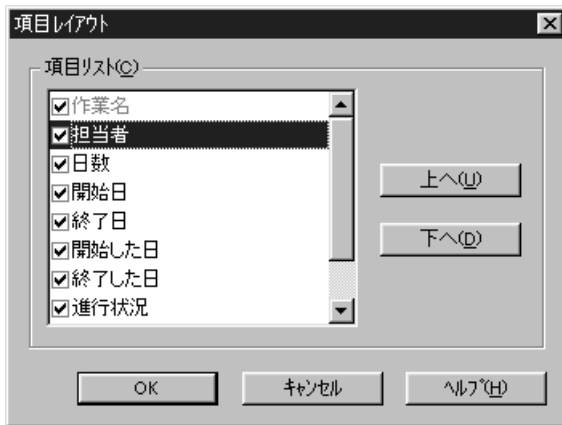 項目レイアウト
項目リスト(C)
作業名
担当者
日数
開始日
終了日
開始した日
終了した日
進行状況
上へ(U)
下へ(D)
OK
キャンセル
ヘルプ(H)